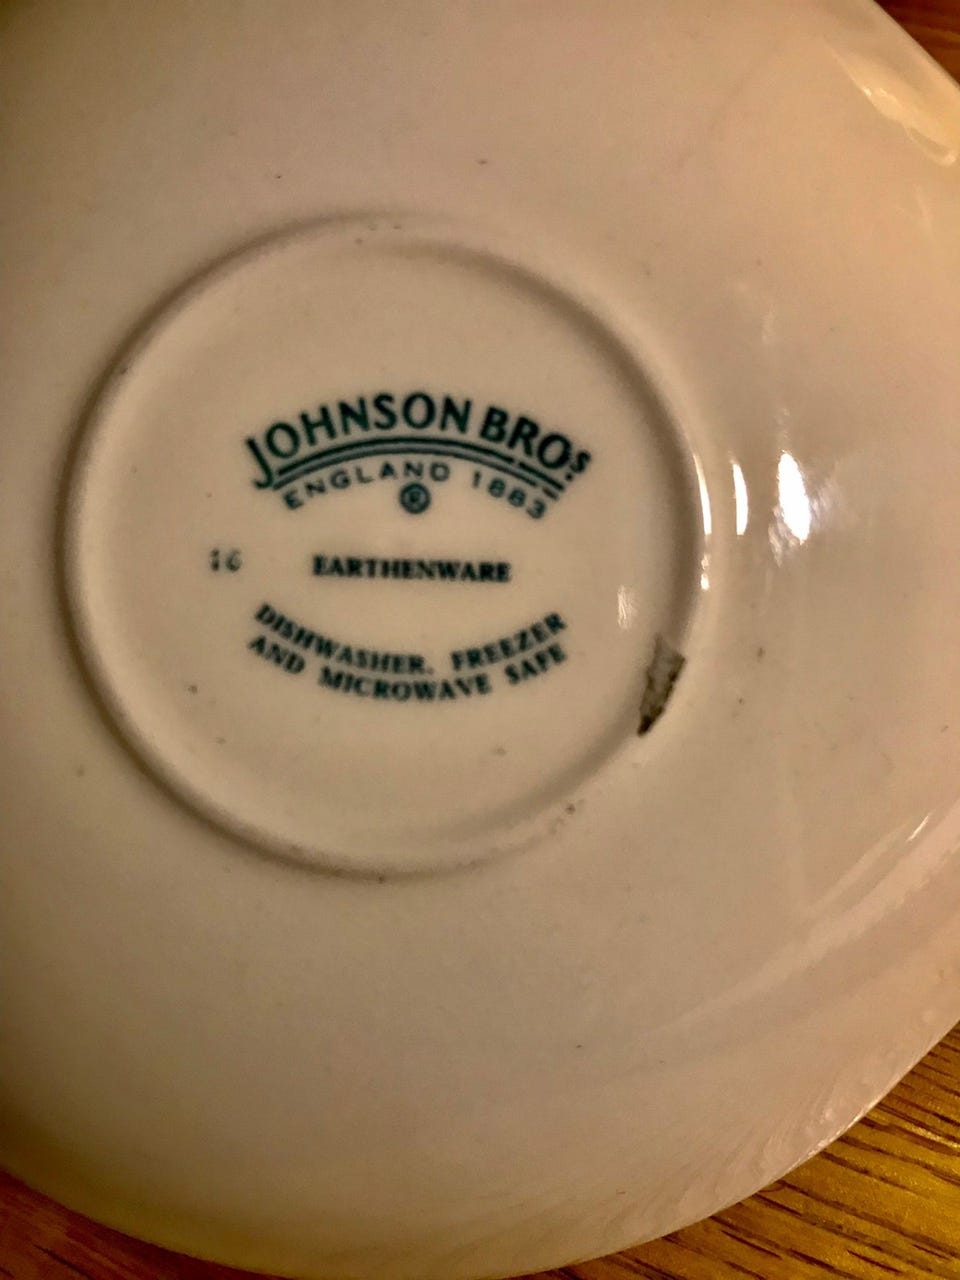 JOHNSON BROS
ENGLAND 1883
®
16 EARTHENWARE
DISHWASHER. FREEZER
AND MICROWAVE SAFE